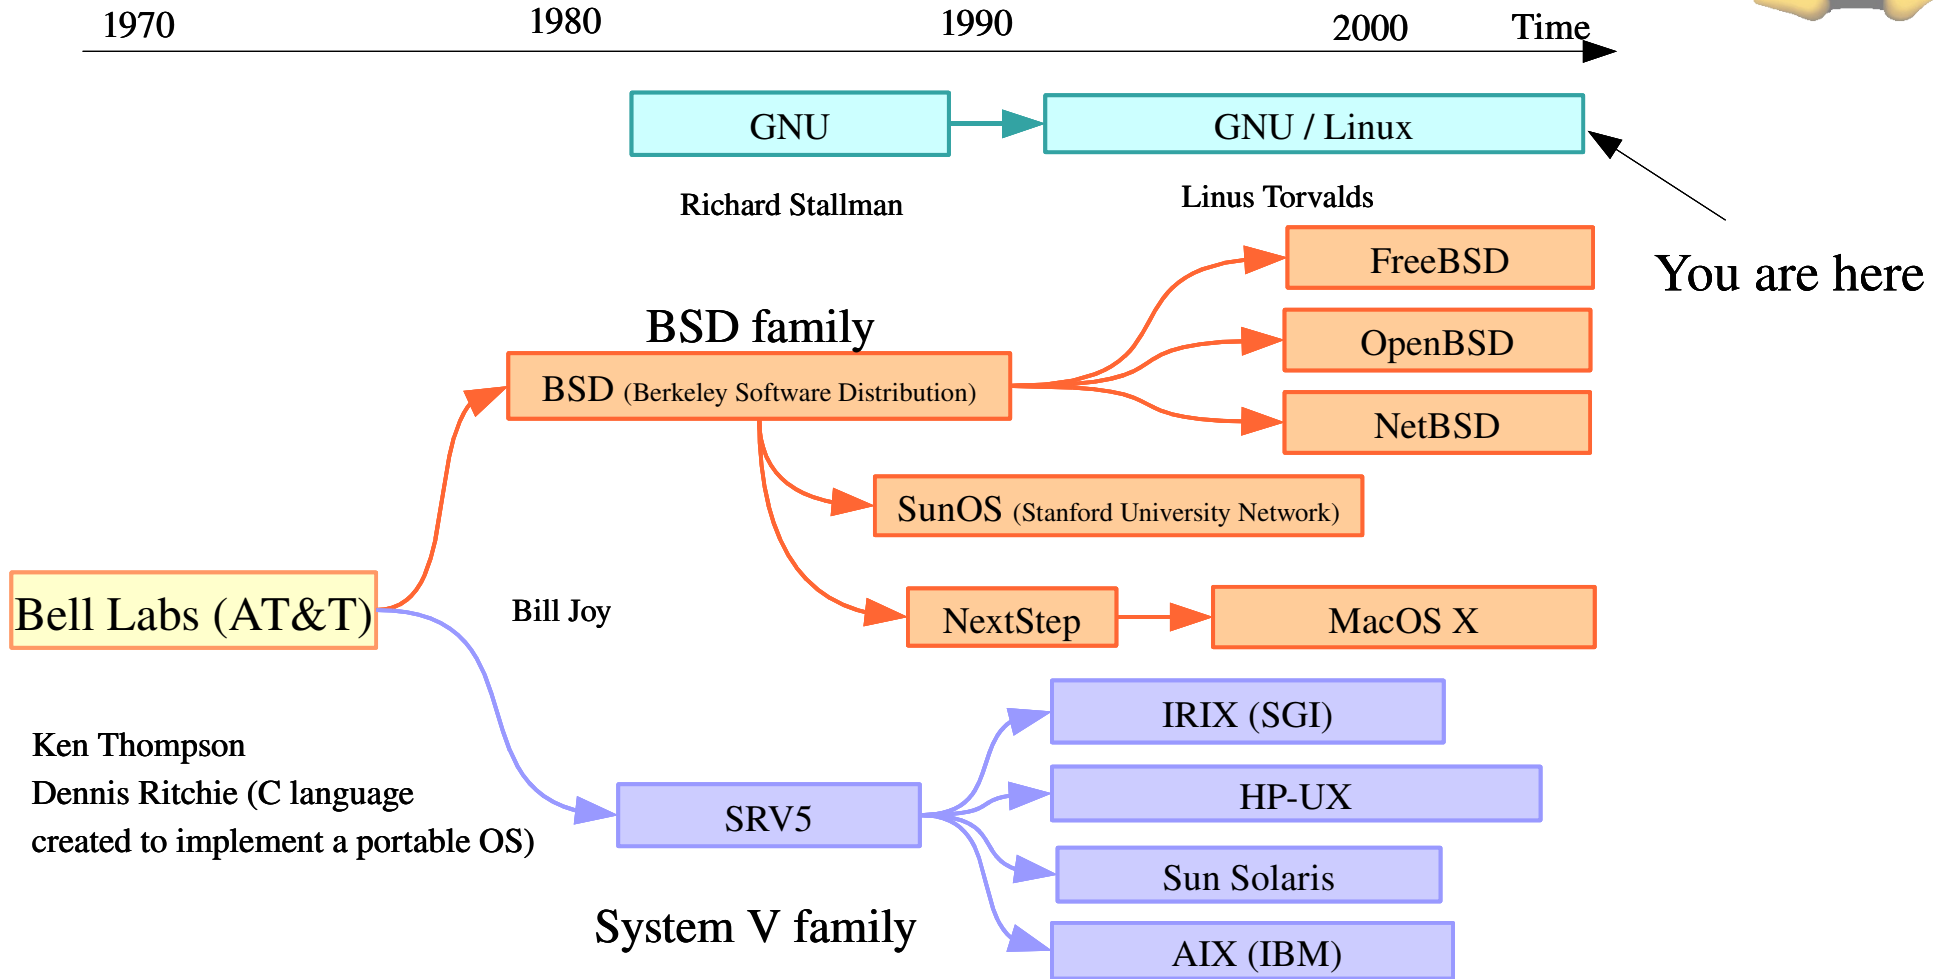 1970
1980
1990
2000
Time
GNU
GNU / Linux
Richard Stallman
Linus Torvalds
You are here
FreeBSD
BSD family
OpenBSD
BSD (Berkeley Software Distribution)
NetBSD
SunOS (Stanford University Network)
Bell Labs (AT&T)
Bill Joy
NextStep
MacOS X
IRIX (SGI)
Ken Thompson
Dennis Ritchie (C language
created to implement a portable OS)
SRV5
HP-UX
Sun Solaris
System V family
AIX (IBM)